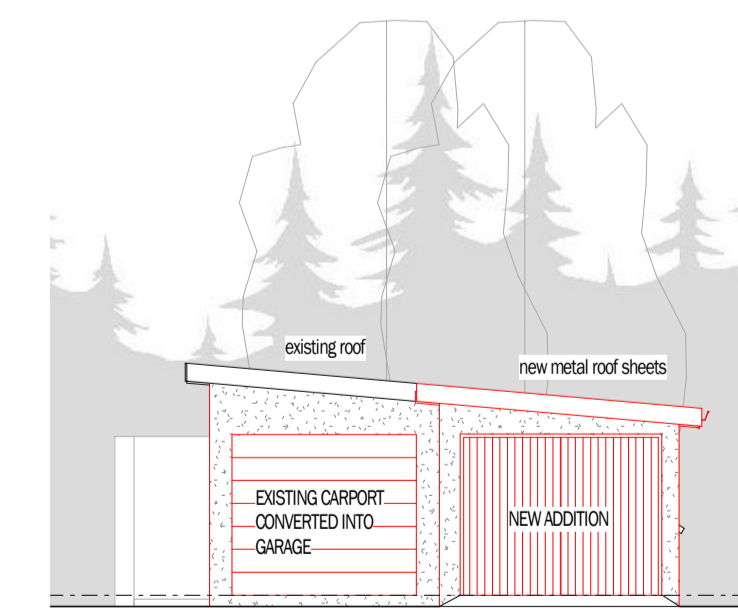 existing roof
new metal roof sheets
EXISTING CARPORT
CONVERTED INTO
GARAGE
NEW ADDITION